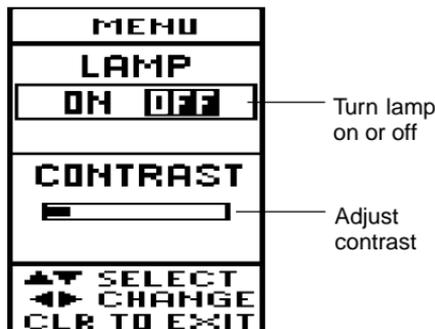 MENU
LAMP
ON OFF
Turn lamp
on or off
CONTRAST
Adjust
contrast
▲▼ SELECT
◀▶ CHANGE
CLR TO EXIT